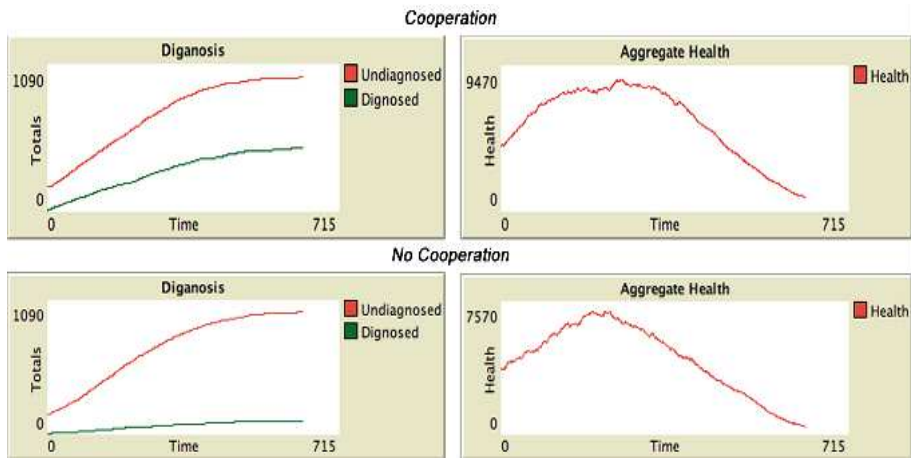 Cooperation
Diganosis
1090
0
Totals
0
Time
715
Undiagnosed
Dignosed
Aggregate Health
9470
0
Health
0
Time
715
Health
No Cooperation
Diganosis
1090
0
Totals
0
Time
715
Undiagnosed
Dignosed
Aggregate Health
7570
0
Health
0
Time
715
Health